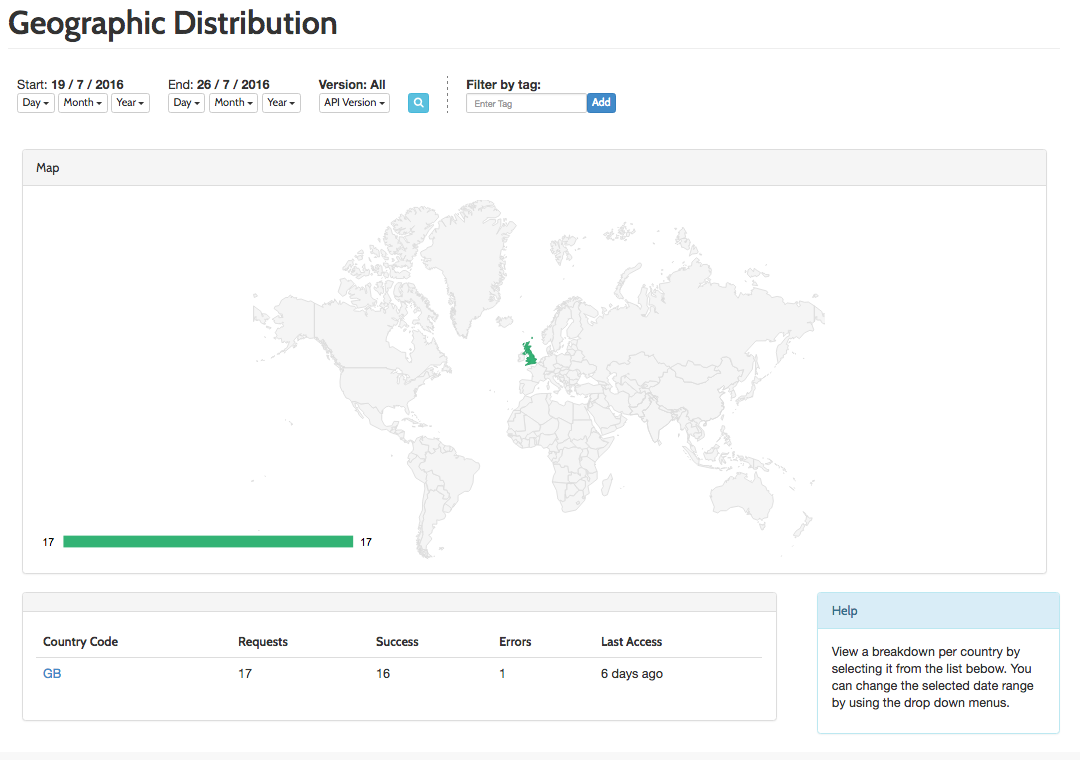 Geographic Distribution
Start: 19 / 7 / 2016 End: 26 / 7 / 2016 Version: All Filter by tag:
Day Month Year Day Month Year API Version Enter Tag Add
Map
17 17
Country Code Requests Success Errors Last Access
GB 17 16 1 6 days ago
Help
View a breakdown per country by
selecting it from the list bebow. You
can change the selected date range
by using the drop down menus.